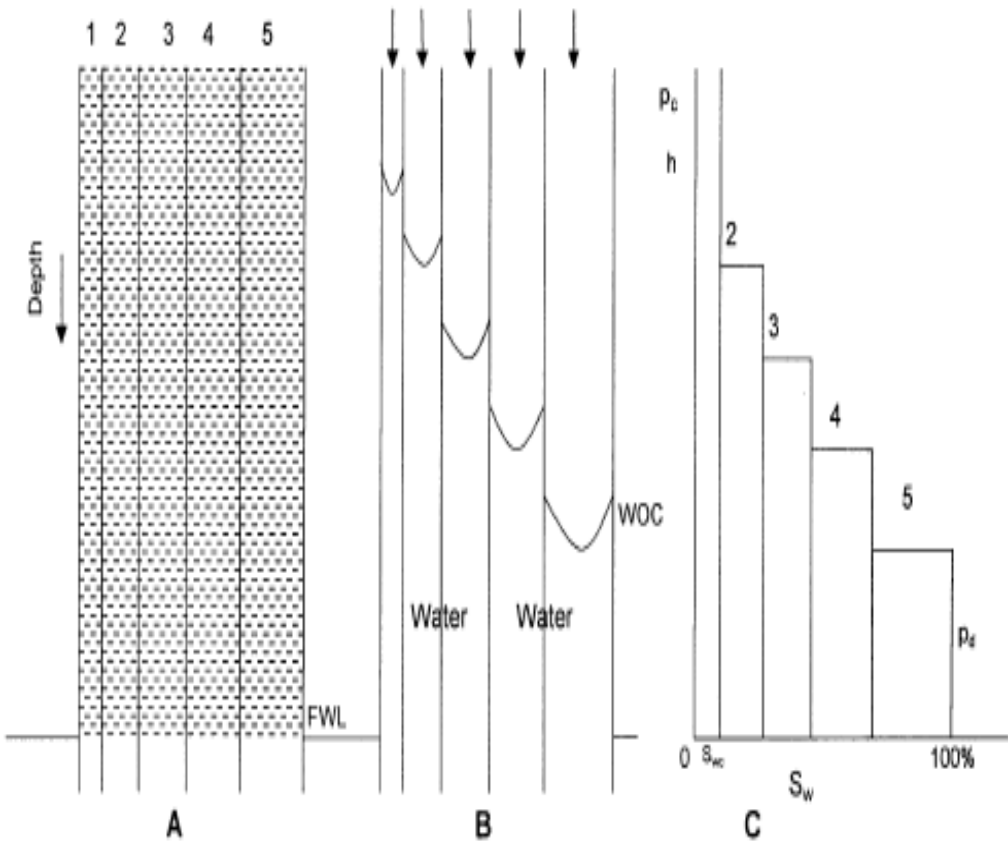 1 2 3 4 5
Depth
FWL
A
WOC
Water Water
B
p_c
h
2
3
4
5
p_d
0 S_wc 100%
S_w
C